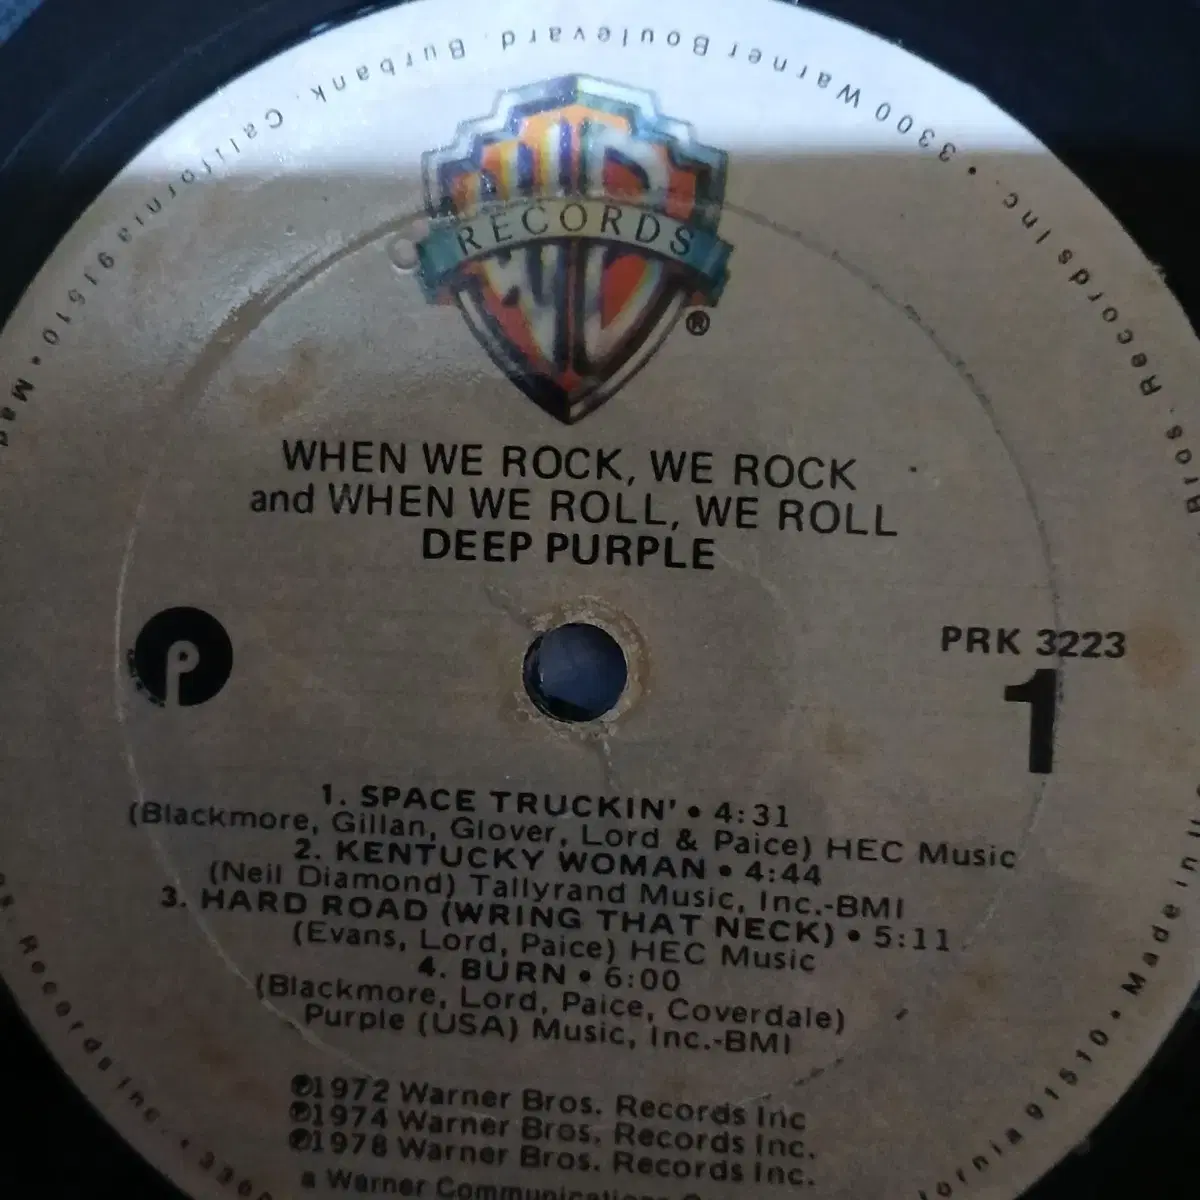 3300 Warner Boulevard, Burbank, California 91510 • Mad
Bros. Records Inc.
RECORDS
®
WHEN WE ROCK, WE ROCK
and WHEN WE ROLL, WE ROLL
DEEP PURPLE
P
PRK 3223
1
1. SPACE TRUCKIN' • 4:31
(Blackmore, Gillan, Glover, Lord & Paice) HEC Music
2. KENTUCKY WOMAN • 4:44
(Neil Diamond) Tallyrand Music, Inc.-BMI
3. HARD ROAD (WRING THAT NECK) • 5:11
(Evans, Lord, Paice) HEC Music
4. BURN • 6:00
(Blackmore, Lord, Paice, Coverdale)
Purple (USA) Music, Inc.-BMI
℗1972 Warner Bros. Records Inc
℗1974 Warner Bros. Records Inc.
℗1978 Warner Bros. Records Inc.
a Warner Communications
s. Records Inc. • 3300
ornia 91510 • Made in